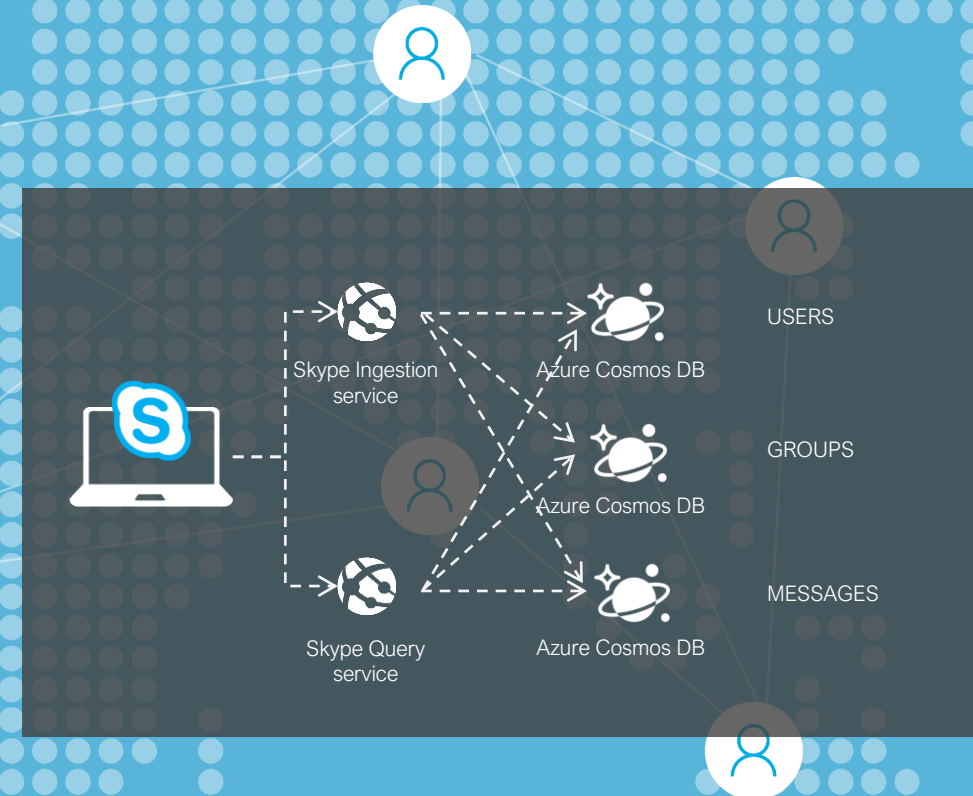 Skype Ingestion
service
Azure Cosmos DB
USERS
S
Azure Cosmos DB
GROUPS
Skype Query
service
Azure Cosmos DB
MESSAGES